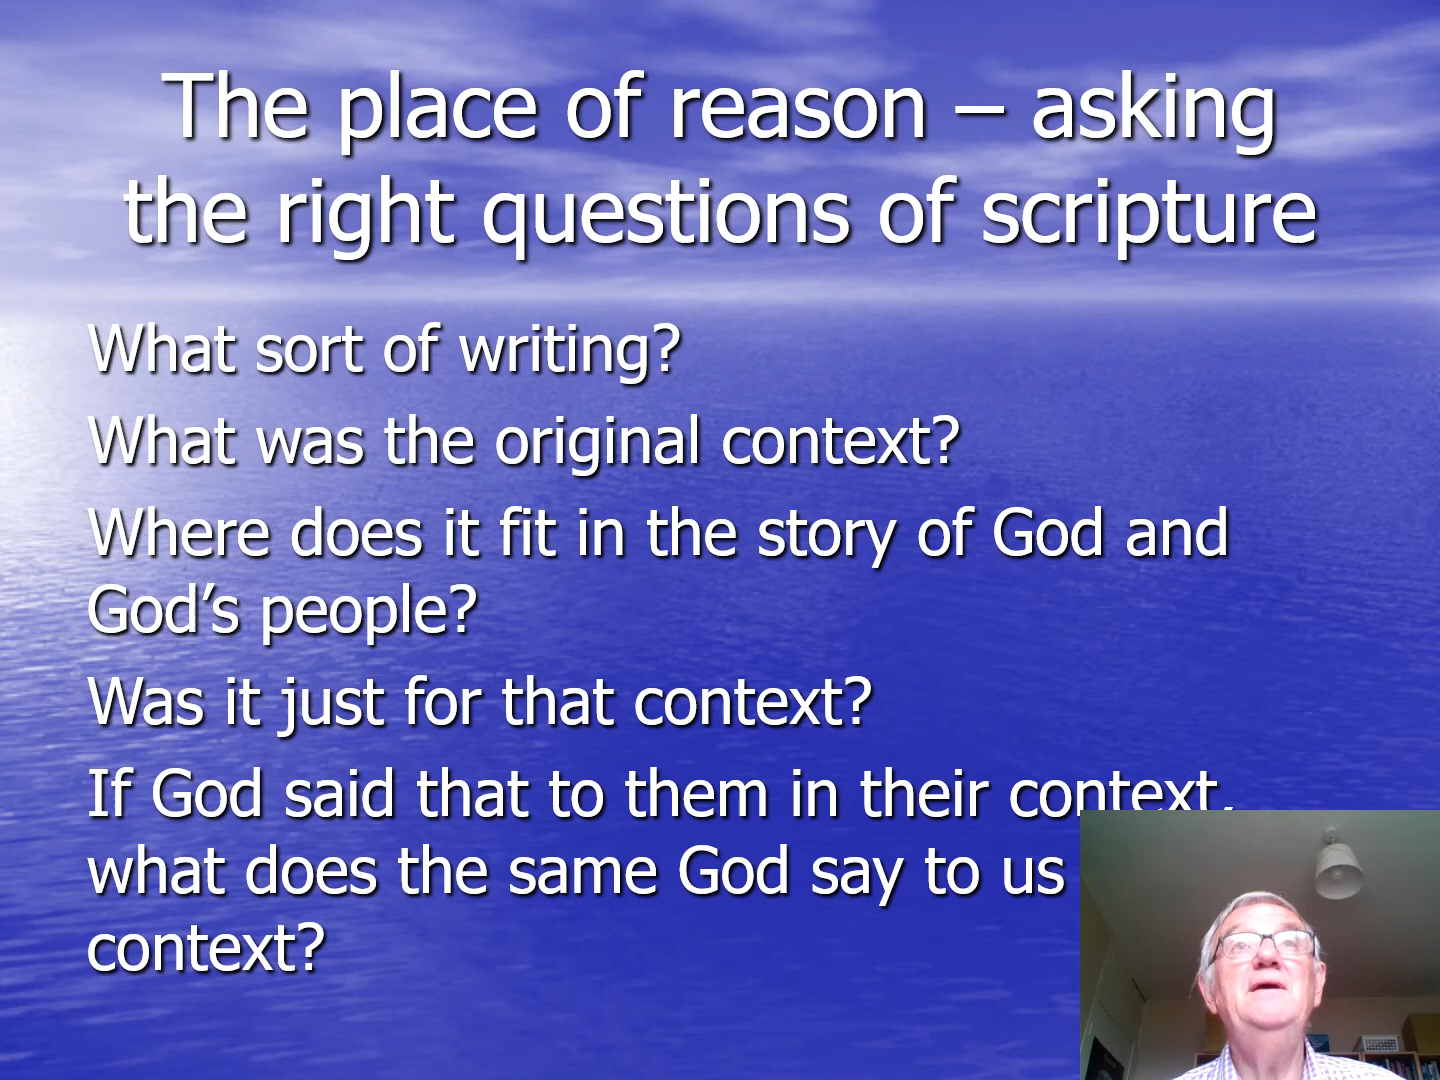 The place of reason – asking
the right questions of scripture
What sort of writing?
What was the original context?
Where does it fit in the story of God and
God’s people?
Was it just for that context?
If God said that to them in their context,
what does the same God say to us
context?